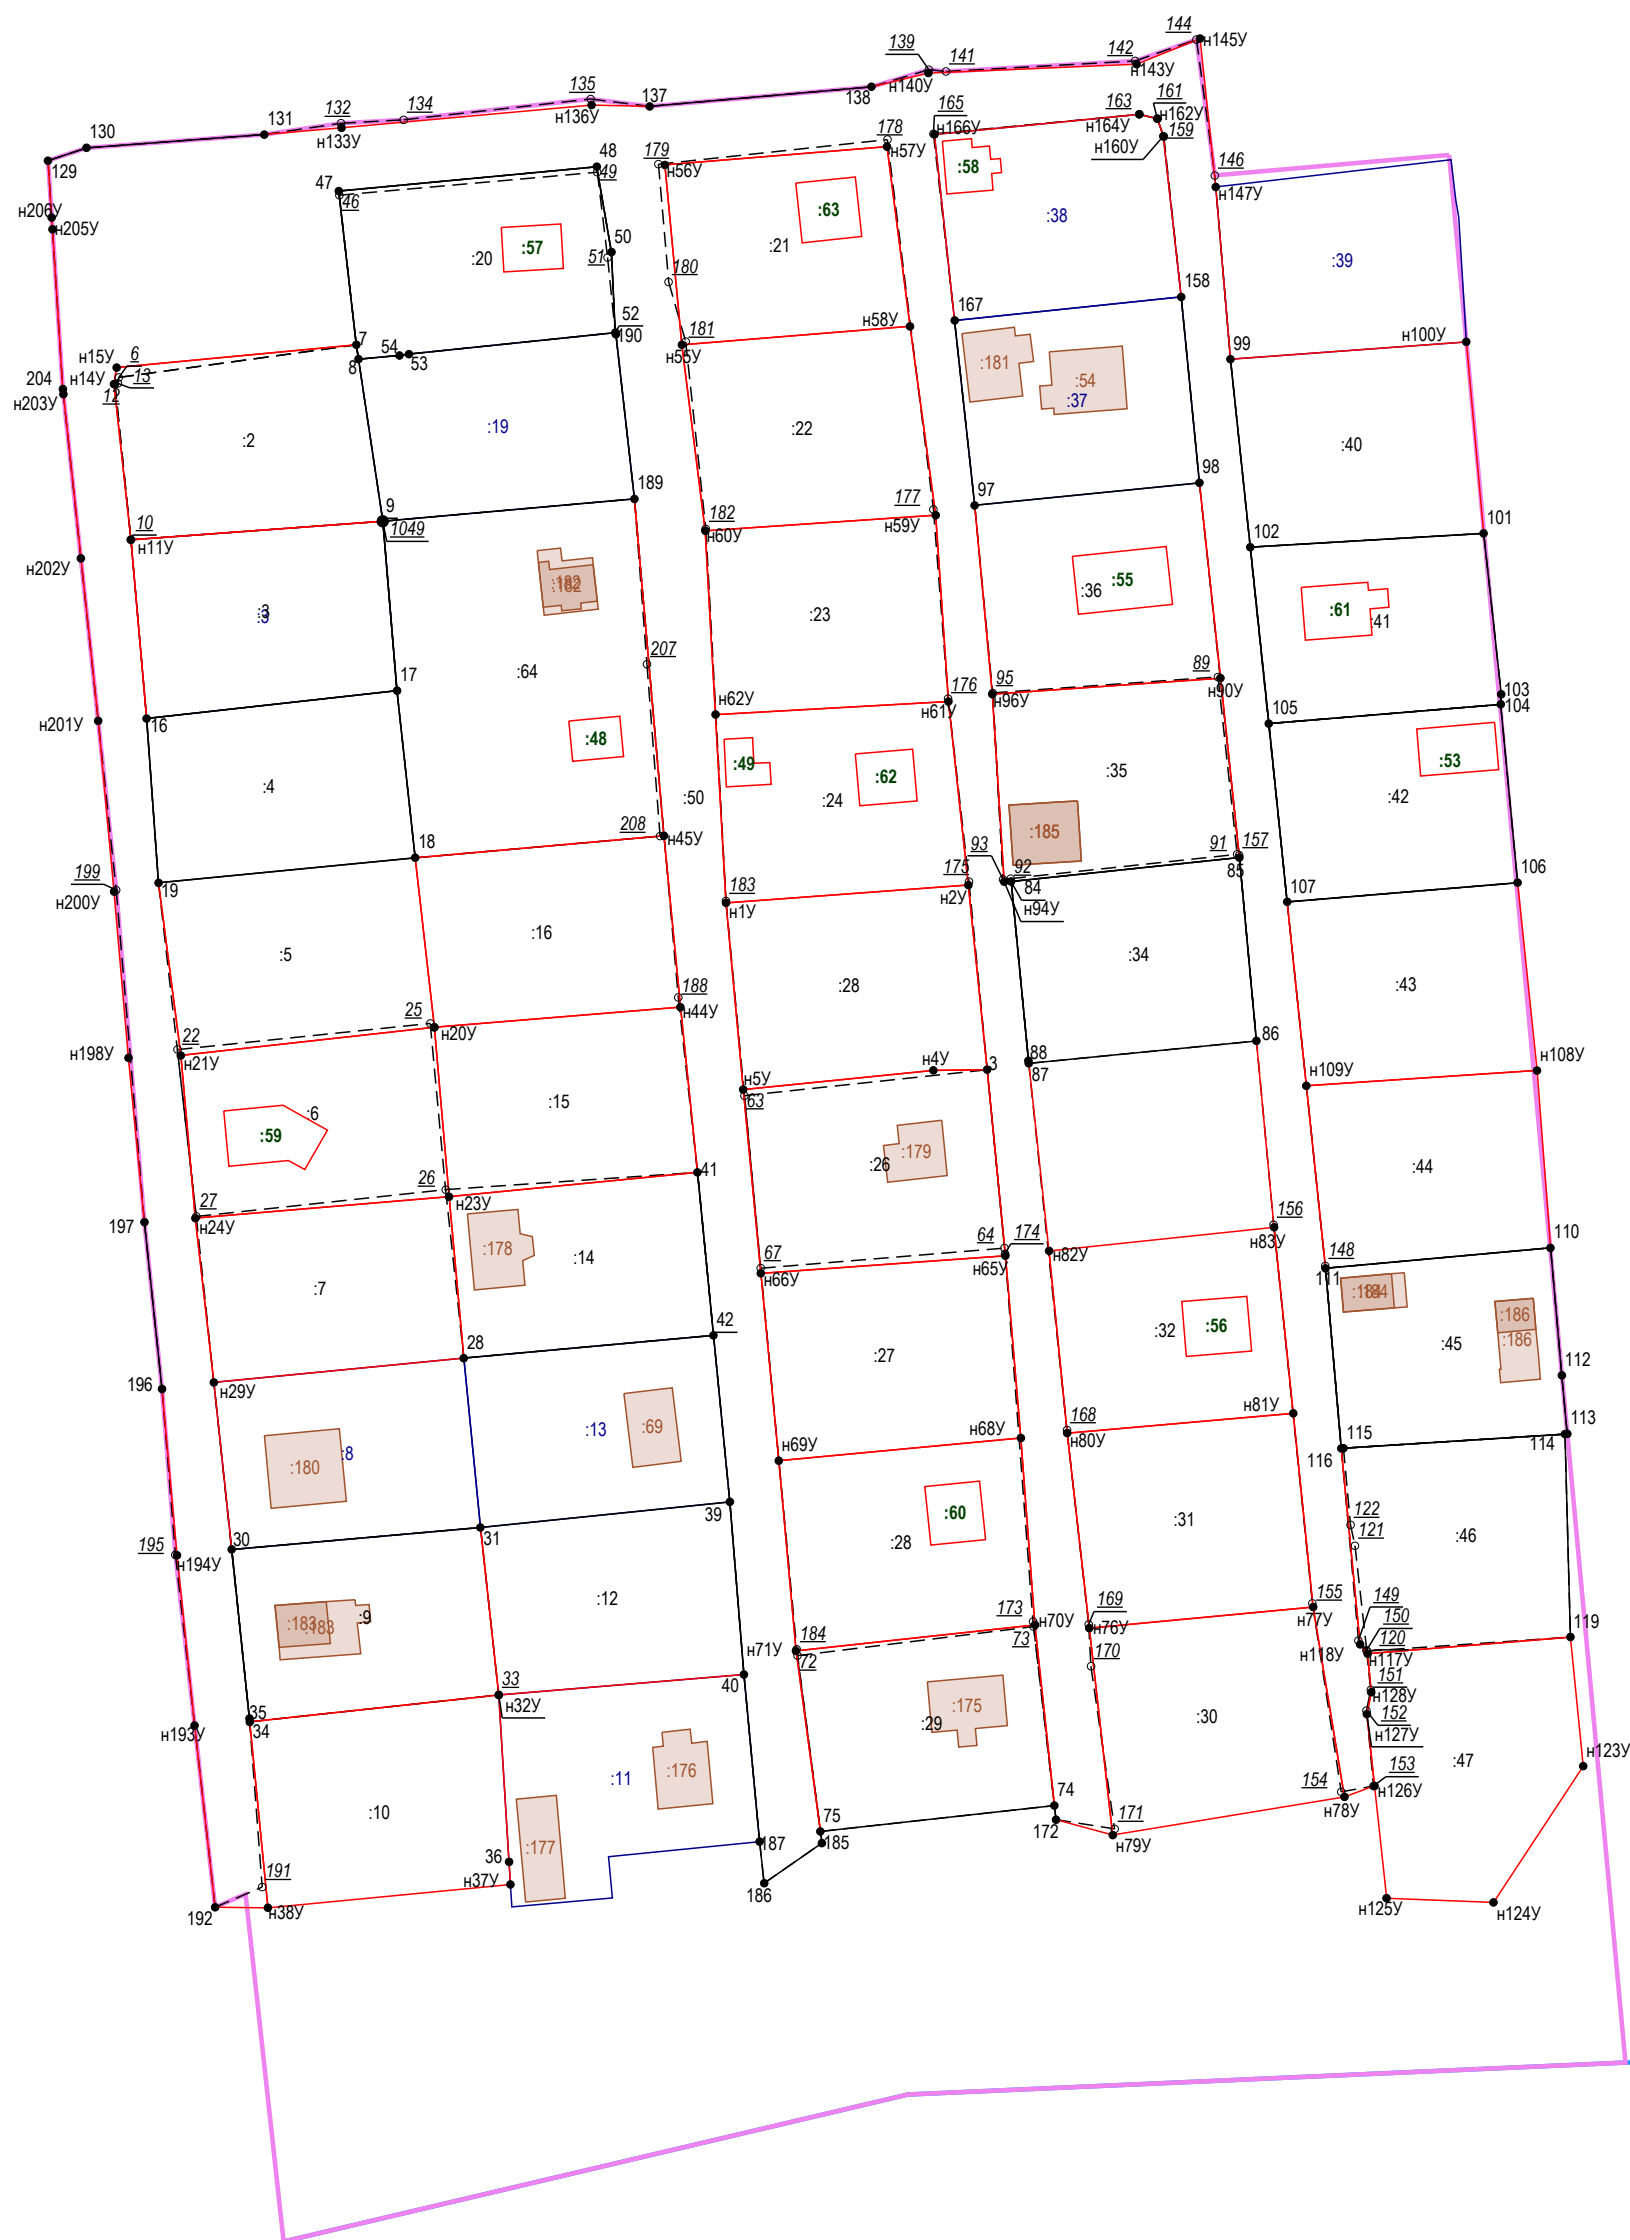 144
н145У
139
141
142
н143У
н140У
138
135
137
н136У
134
132
н133У
131
130
129
165
н166У
163
161
н162У
н164У
159
н160У
178
н57У
179
н56У
48
49
47
46
146
н147У
:58
:63
:38
:39
:57
:20
:21
н206У
н205У
50
51
180
158
167
52
190
181
н55У
н58У
99
н100У
н15У
6
7
8
54
53
204
н14У
13
12
н203У
:181
:54
:37
:2
:19
:22
:40
98
97
189
9
1049
10
н11У
182
н60У
177
н59У
102
101
н202У
:182
:182
:55
:36
:61
:41
:3
:3
:23
:64
207
17
16
95
н96У
89
н90У
176
н61У
н62У
103
104
105
н201У
:48
:49
:62
:50
:24
:35
:53
:42
:4
:185
18
208
н45У
93
92
84
н94У
91
157
85
175
н2У
183
н1У
106
107
19
199
н200У
:5
:16
:28
:34
:43
22
н21У
25
н20У
188
н44У
н5У
63
н4У
3
88
87
86
н108У
н109У
н198У
:59
:6
:15
:179
:26
:44
41
26
н23У
27
н24У
197
67
н66У
64
174
н65У
н82У
156
н83У
148
111
110
:178
:14
:7
:184
:184
:186
:186
:45
:56
:32
:27
42
28
н29У
196
112
113
114
115
116
168
н80У
н81У
н68У
н69У
:180
:8
:13
:69
:60
:28
:31
:46
39
31
30
195
н194У
122
121
:183
:183
:9
:12
149
150
120
н117У
н118У
119
155
н77У
169
н76У
170
173
н70У
73
184
н71У
72
40
33
н32У
35
34
н193У
151
н128У
152
н127У
153
н126У
154
н78У
:175
:29
:30
:47
:11
:176
:10
:177
н123У
74
172
171
н79У
75
185
187
186
36
н37У
191
н38У
192
н125У
н124У